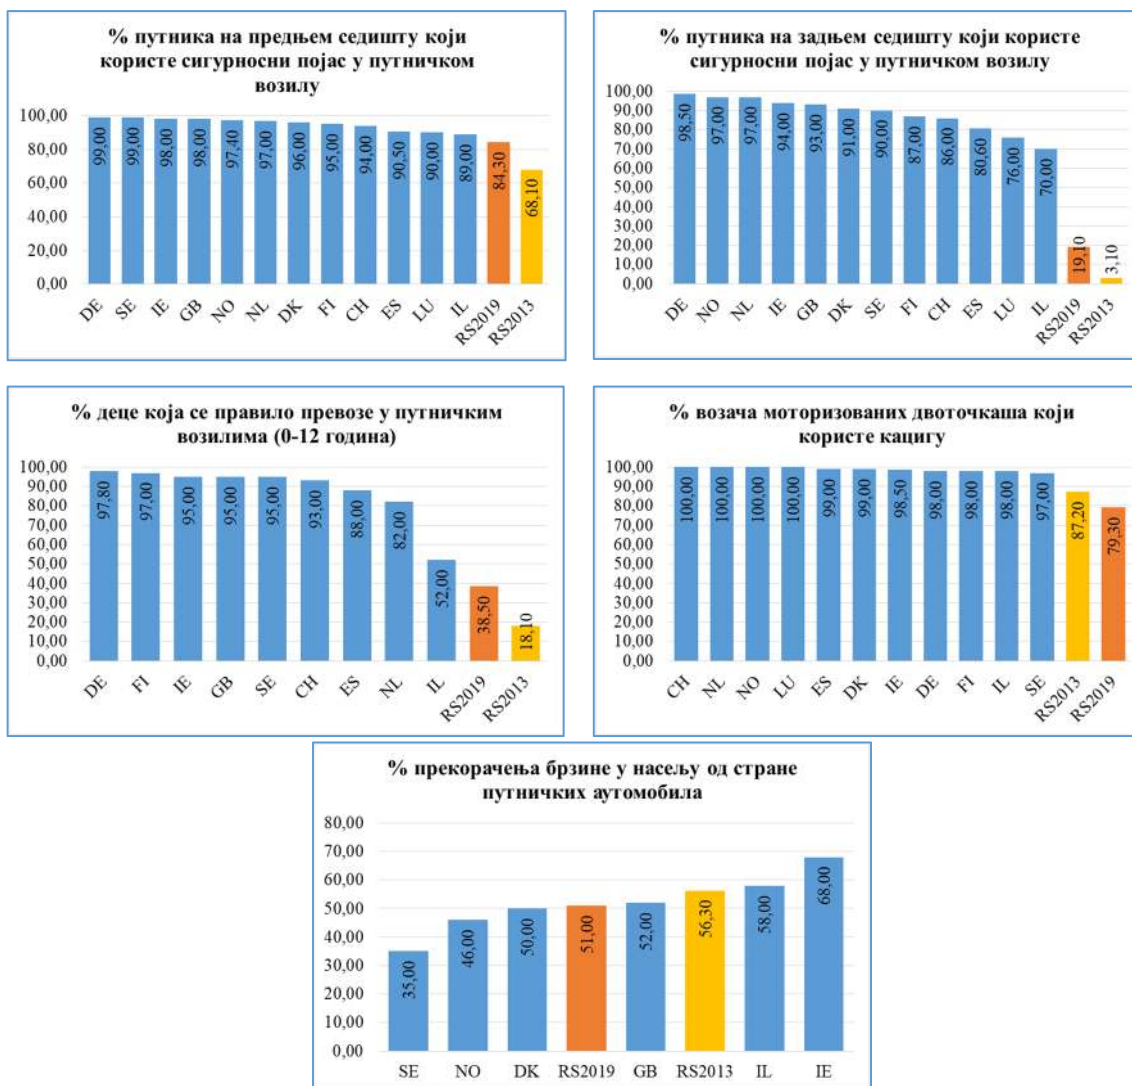 % путника на предњем седишту који
користе сигурносни појас у путничком
возилу
100,00
80,00
60,00
40,00
20,00
0,00
99,00
99,00
98,00
98,00
97,40
97,00
96,00
95,00
94,00
90,50
90,00
89,00
84,30
68,10
DE
SE
IE
GB
NO
NL
DK
FI
CH
ES
LU
IL
RS2019
RS2013
% путника на задњем седишту који користе
сигурносни појас у путничком возилу
100,00
90,00
80,00
70,00
60,00
50,00
40,00
30,00
20,00
10,00
0,00
98,50
97,00
97,00
94,00
93,00
91,00
90,00
87,00
86,00
80,60
76,00
70,00
19,10
3,10
DE
NO
NL
IE
GB
DK
SE
FI
CH
ES
LU
IL
RS2019
RS2013
% деце која се правило превозе у путничким
возилима (0-12 година)
100,00
90,00
80,00
70,00
60,00
50,00
40,00
30,00
20,00
10,00
0,00
97,80
97,00
95,00
95,00
95,00
93,00
88,00
82,00
52,00
38,50
18,10
DE
FI
IE
GB
SE
CH
ES
NL
IL
RS2019
RS2013
% возача моторизованих двоточкаша који
користе кацигу
100,00
90,00
80,00
70,00
60,00
50,00
40,00
30,00
20,00
10,00
0,00
100,00
100,00
100,00
100,00
99,00
99,00
98,50
98,00
98,00
98,00
97,00
87,20
79,30
CH
NL
NO
LU
ES
DK
IE
DE
FI
IL
SE
RS2013
RS2019
% прекорачења брзине у насељу од стране
путничких аутомобила
80,00
70,00
60,00
50,00
40,00
30,00
20,00
10,00
0,00
35,00
46,00
50,00
51,00
52,00
56,30
58,00
68,00
SE NO DK RS2019 GB RS2013 IL IE